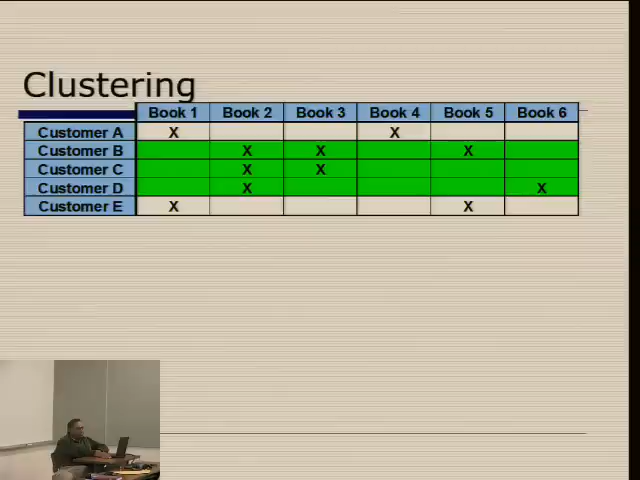 Clustering
Book 1 Book 2 Book 3 Book 4 Book 5 Book 6
Customer A X X
Customer B X X X
Customer C X X
Customer D X X
Customer E X X